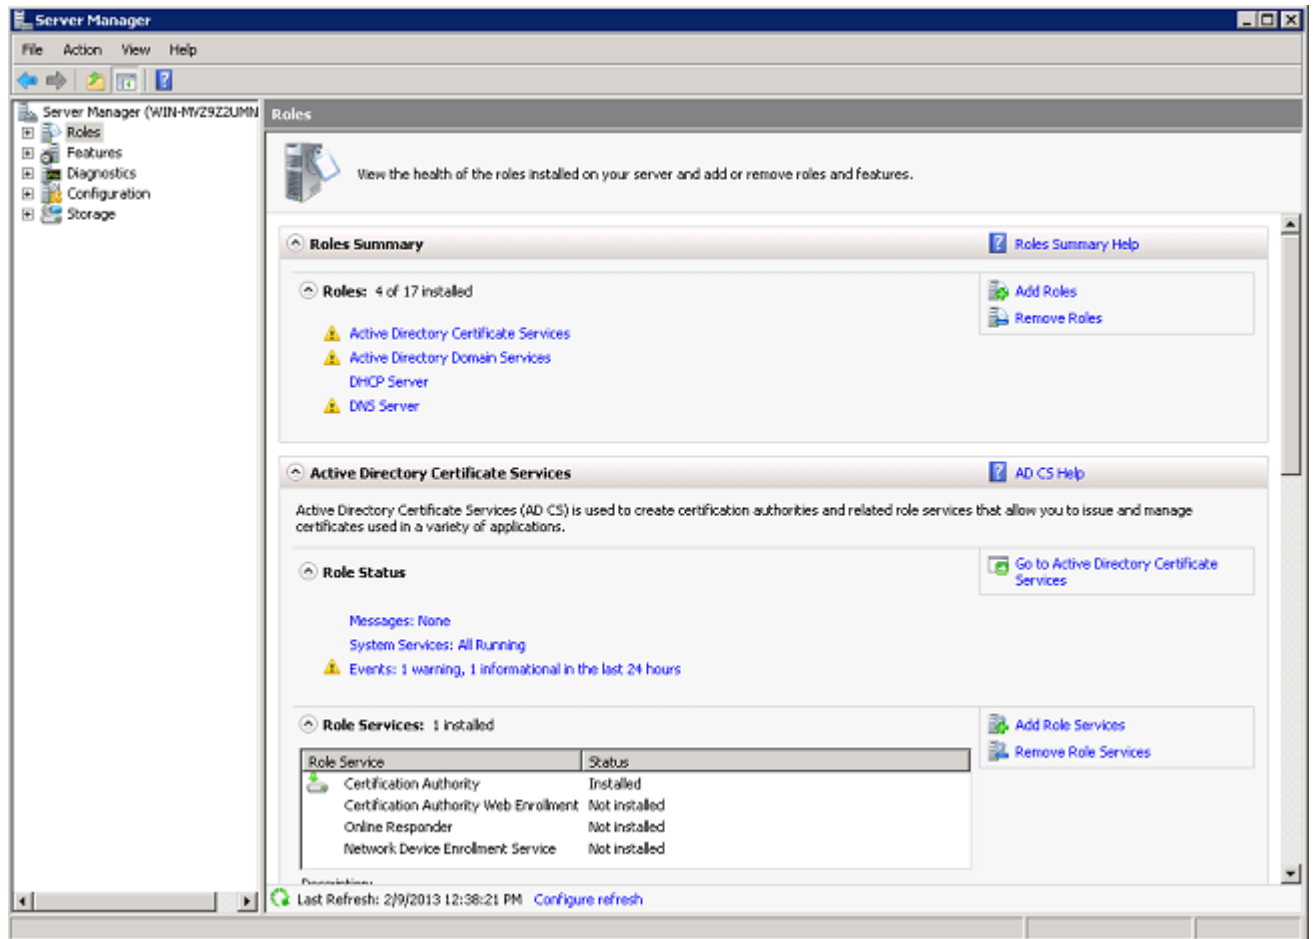 Server Manager
File Action View Help
Server Manager (WIN-MVZ9Z2UMN
Roles
Features
Diagnostics
Configuration
Storage
Roles
View the health of the roles installed on your server and add or remove roles and features.
Roles Summary
Roles Summary Help
Roles: 4 of 17 installed
Add Roles
Remove Roles
Active Directory Certificate Services
Active Directory Domain Services
DHCP Server
DNS Server
Active Directory Certificate Services
AD CS Help
Active Directory Certificate Services (AD CS) is used to create certification authorities and related role services that allow you to issue and manage
certificates used in a variety of applications.
Role Status
Go to Active Directory Certificate
Services
Messages: None
System Services: All Running
Events: 1 warning, 1 informational in the last 24 hours
Role Services: 1 installed
Add Role Services
Remove Role Services
Role Service Status
Certification Authority Installed
Certification Authority Web Enrollment Not installed
Online Responder Not installed
Network Device Enrollment Service Not installed
Description:
Last Refresh: 2/9/2013 12:38:21 PM Configure refresh